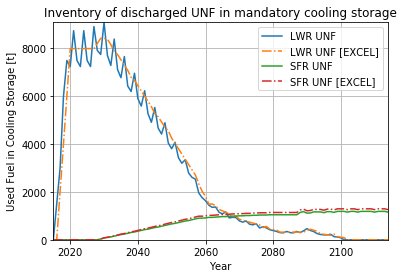 Inventory of discharged UNF in mandatory cooling storage
Used Fuel in Cooling Storage [t]
8000
6000
4000
2000
0
LWR UNF
LWR UNF [EXCEL]
SFR UNF
SFR UNF [EXCEL]
2020
2040
2060
2080
2100
Year